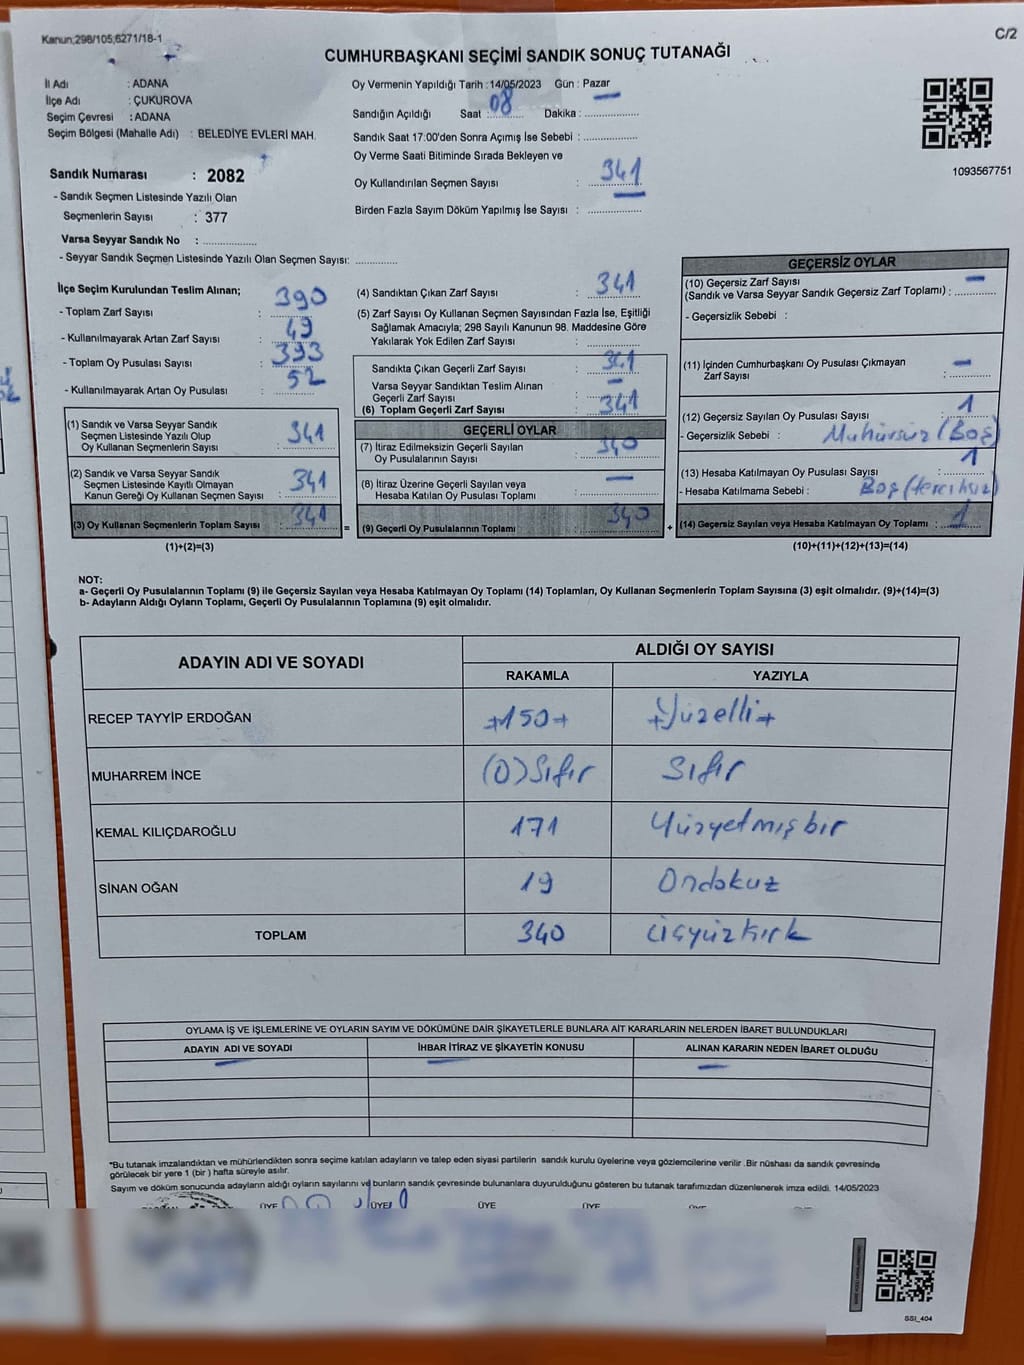 Kanun;298/105;6271/18-1
C/2
CUMHURBAŞKANI SEÇİMİ SANDIK SONUÇ TUTANAĞI
İl Adı : ADANA
İlçe Adı : ÇUKUROVA
Seçim Çevresi : ADANA
Seçim Bölgesi (Mahalle Adı) : BELEDİYE EVLERİ MAH.
Sandık Numarası : 2082
- Sandık Seçmen Listesinde Yazılı Olan
Seçmenlerin Sayısı : 377
Varsa Seyyar Sandık No : ................
- Seyyar Sandık Seçmen Listesinde Yazılı Olan Seçmen Sayısı: ............
Oy Vermenin Yapıldığı Tarih : 14/05/2023 Gün : Pazar
Sandığın Açıldığı Saat : 08 Dakika : ................
Sandık Saat 17:00'den Sonra Açımış İse Sebebi : ................
Oy Verme Saati Bitiminde Sırada Bekleyen ve
Oy Kullandırılan Seçmen Sayısı : 341
Birden Fazla Sayım Döküm Yapılmış İse Sayısı : ................
1093567751
İlçe Seçim Kurulundan Teslim Alınan;
- Toplam Zarf Sayısı : 390
- Kullanılmayarak Artan Zarf Sayısı : 49
- Toplam Oy Pusulası Sayısı : 393
- Kullanılmayarak Artan Oy Pusulası : 52
(1) Sandık ve Varsa Seyyar Sandık
Seçmen Listesinde Yazılı Olup
Oy Kullanan Seçmenlerin Sayısı : 341
(2) Sandık ve Varsa Seyyar Sandık
Seçmen Listesinde Kayıtlı Olmayan
Kanun Gereği Oy Kullanan Seçmen Sayısı : 341
(3) Oy Kullanan Seçmenlerin Toplam Sayısı : 341 =
(1)+(2)=(3)
(4) Sandıktan Çıkan Zarf Sayısı : 341
(5) Zarf Sayısı Oy Kullanan Seçmen Sayısından Fazla İse, Eşitliği
Sağlamak Amacıyla; 298 Sayılı Kanunun 98. Maddesine Göre
Yakılarak Yok Edilen Zarf Sayısı : ................
Sandıkta Çıkan Geçerli Zarf Sayısı : 341
Varsa Seyyar Sandıktan Teslim Alınan
Geçerli Zarf Sayısı : —
(6) Toplam Geçerli Zarf Sayısı : 341
GEÇERLİ OYLAR
(7) İtiraz Edilmeksizin Geçerli Sayılan
Oy Pusulalarının Sayısı : 340
(8) İtiraz Üzerine Geçerli Sayılan veya
Hesaba Katılan Oy Pusulası Toplamı : —
(9) Geçerli Oy Pusulalarının Toplamı : 340 +
GEÇERSİZ OYLAR
(10) Geçersiz Zarf Sayısı —
(Sandık ve Varsa Seyyar Sandık Geçersiz Zarf Toplamı) : ............
- Geçersizlik Sebebi :
(11) İçinden Cumhurbaşkanı Oy Pusulası Çıkmayan —
Zarf Sayısı : ............
(12) Geçersiz Sayılan Oy Pusulası Sayısı : 1
- Geçersizlik Sebebi : Mühürsüz (Boş)
(13) Hesaba Katılmayan Oy Pusulası Sayısı : 1
- Hesaba Katılmama Sebebi : Boş (tercihsiz)
(14) Geçersiz Sayılan veya Hesaba Katılmayan Oy Toplamı : 1
(10)+(11)+(12)+(13)=(14)
NOT:
a- Geçerli Oy Pusulalarının Toplamı (9) ile Geçersiz Sayılan veya Hesaba Katılmayan Oy Toplamı (14) Toplamları, Oy Kullanan Seçmenlerin Toplam Sayısına (3) eşit olmalıdır. (9)+(14)=(3)
b- Adayların Aldığı Oyların Toplamı, Geçerli Oy Pusulalarının Toplamına (9) eşit olmalıdır.
ADAYIN ADI VE SOYADI ALDIĞI OY SAYISI
RAKAMLA YAZIYLA
RECEP TAYYİP ERDOĞAN +150+ +Yüzelli+
MUHARREM İNCE (0) Sıfır Sıfır
KEMAL KILIÇDAROĞLU 171 Yüzyetmişbir
SİNAN OĞAN 19 Ondokuz
TOPLAM 340 Üçyüzkırk
OYLAMA İŞ VE İŞLEMLERİNE VE OYLARIN SAYIM VE DÖKÜMÜNE DAİR ŞİKAYETLERLE BUNLARA AİT KARARLARIN NELERDEN İBARET BULUNDUKLARI
ADAYIN ADI VE SOYADI İHBAR İTİRAZ VE ŞİKAYETİN KONUSU ALINAN KARARIN NEDEN İBARET OLDUĞU
— — —
*Bu tutanak imzalandıktan ve mühürlendikten sonra seçime katılan adayların ve talep eden siyasi partilerin sandık kurulu üyelerine veya gözlemcilerine verilir .Bir nüshası da sandık çevresinde
görülecek bir yere 1 (bir ) hafta süreyle asılır.
Sayım ve döküm sonucunda adayların aldığı oyların sayılarını ve bunların sandık çevresinde bulunanlara duyurulduğunu gösteren bu tutanak tarafımızdan düzenlenerek imza edildi. 14/05/2023
ÜYE ÜYE ÜYE ÜYE
SSI_404